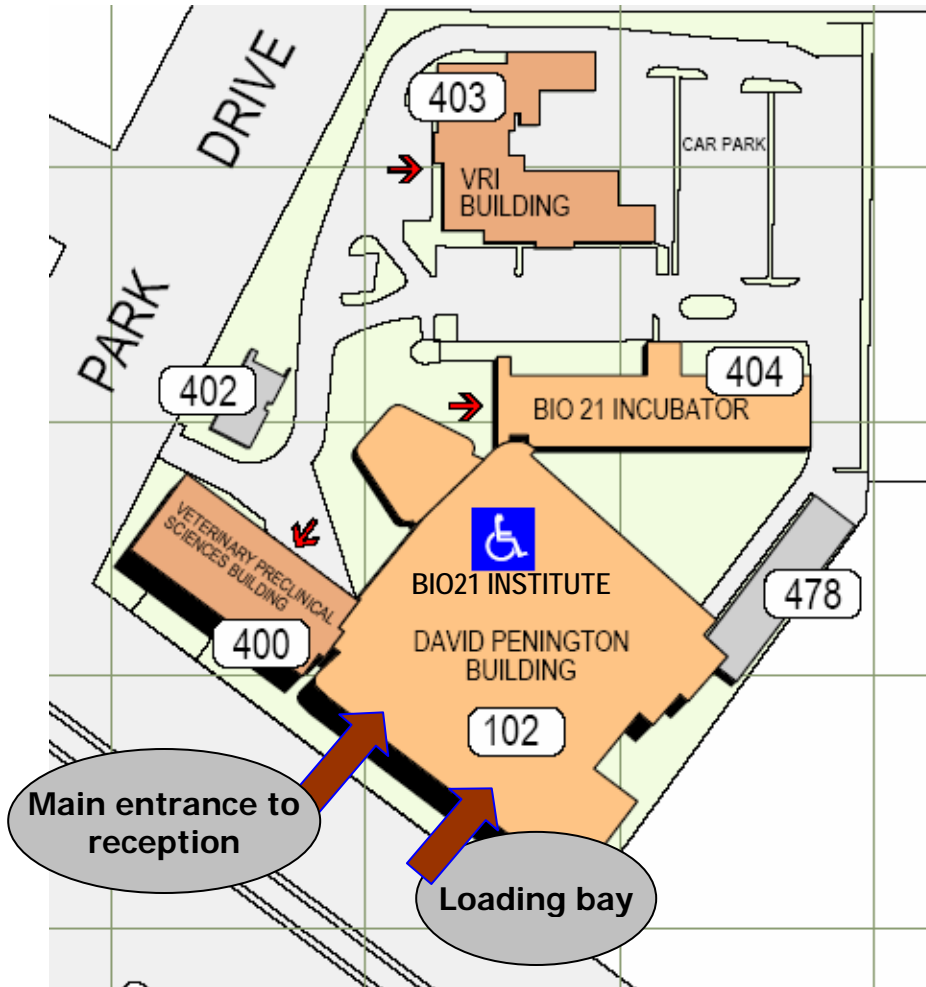 DRIVE
PARK
403
VRI
BUILDING
CAR PARK
402
404
BIO 21 INCUBATOR
VETERINARY PRECLINICAL
SCIENCES BUILDING
400
BIO21 INSTITUTE
DAVID PENINGTON
BUILDING
478
102
Main entrance to
reception
Loading bay